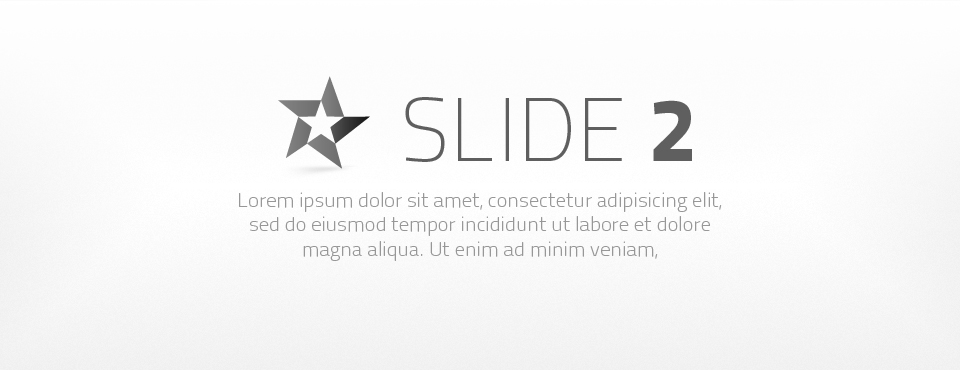 SLIDE 2
Lorem ipsum dolor sit amet, consectetur adipisicing elit,
sed do eiusmod tempor incididunt ut labore et dolore
magna aliqua. Ut enim ad minim veniam,